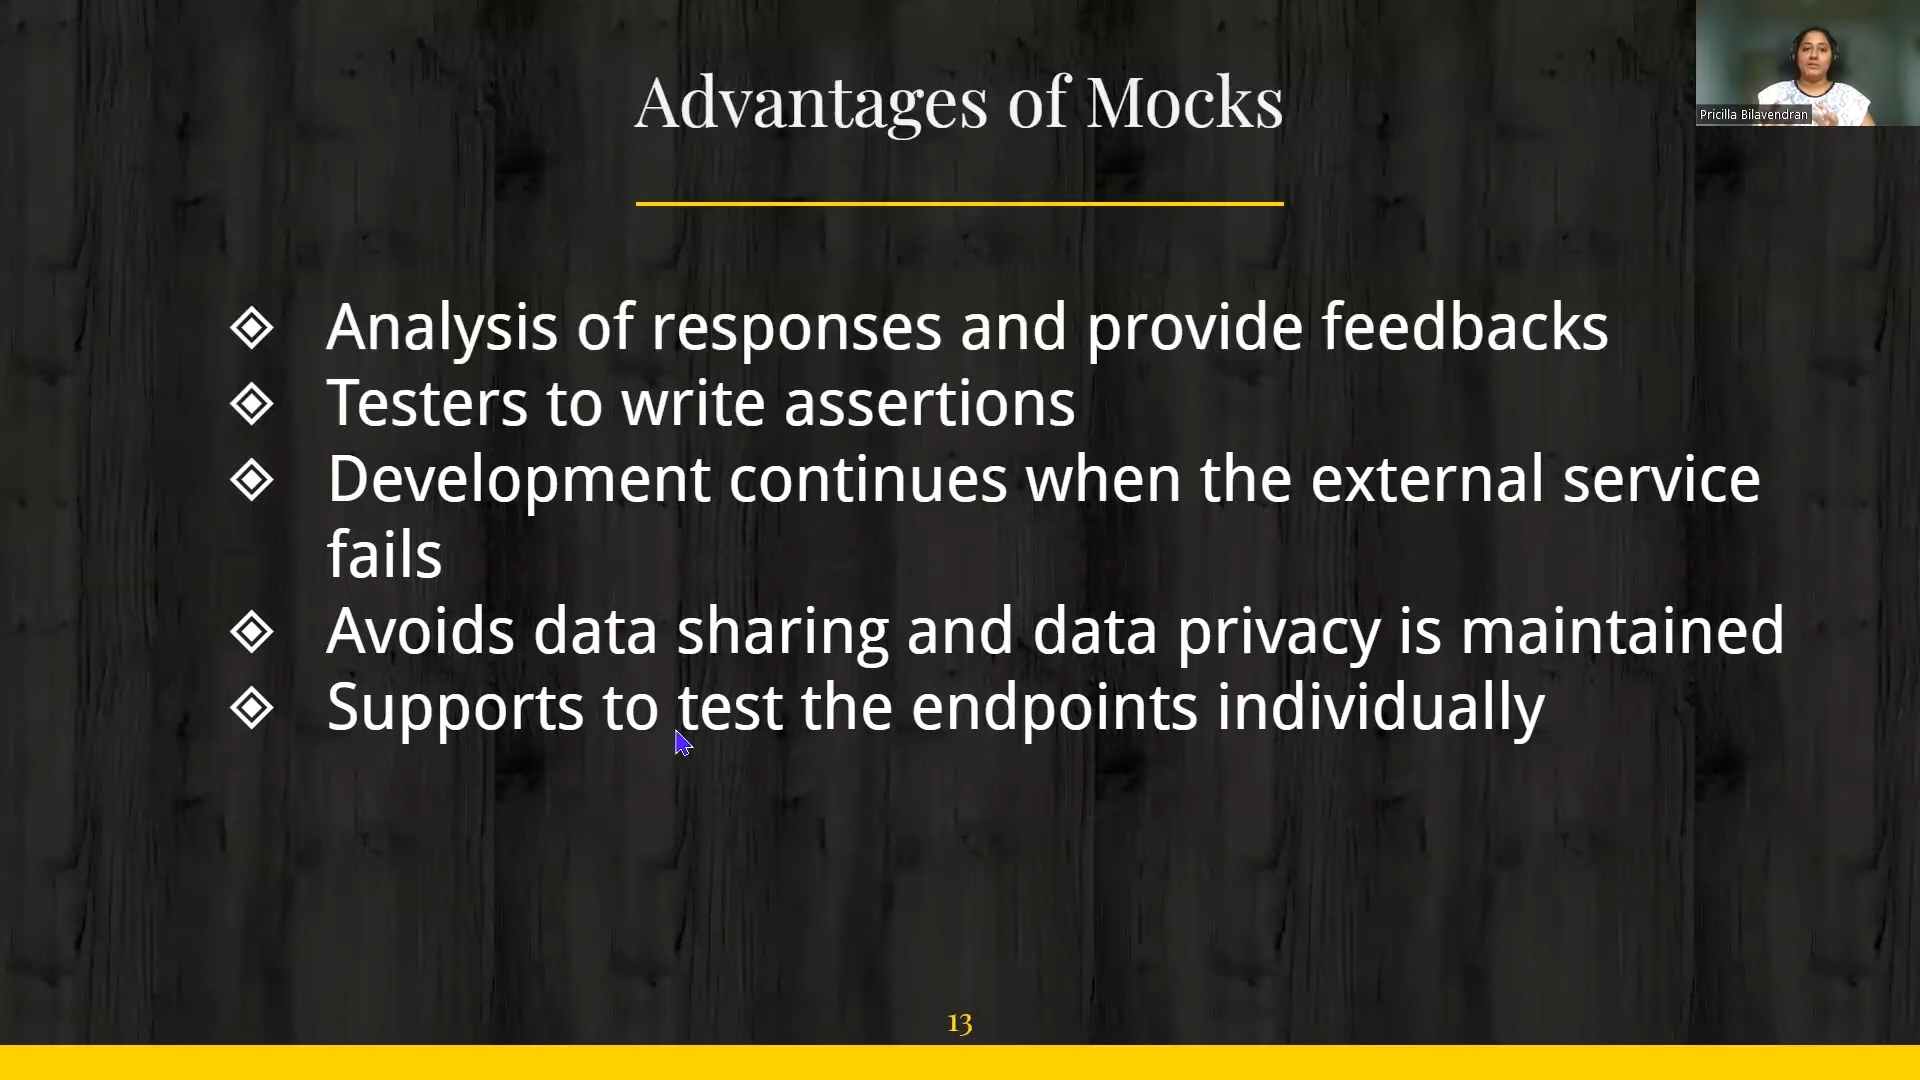 Advantages of Mocks
Pricilla Bilavendran
Analysis of responses and provide feedbacks
Testers to write assertions
Development continues when the external service
fails
Avoids data sharing and data privacy is maintained
Supports to test the endpoints individually
13